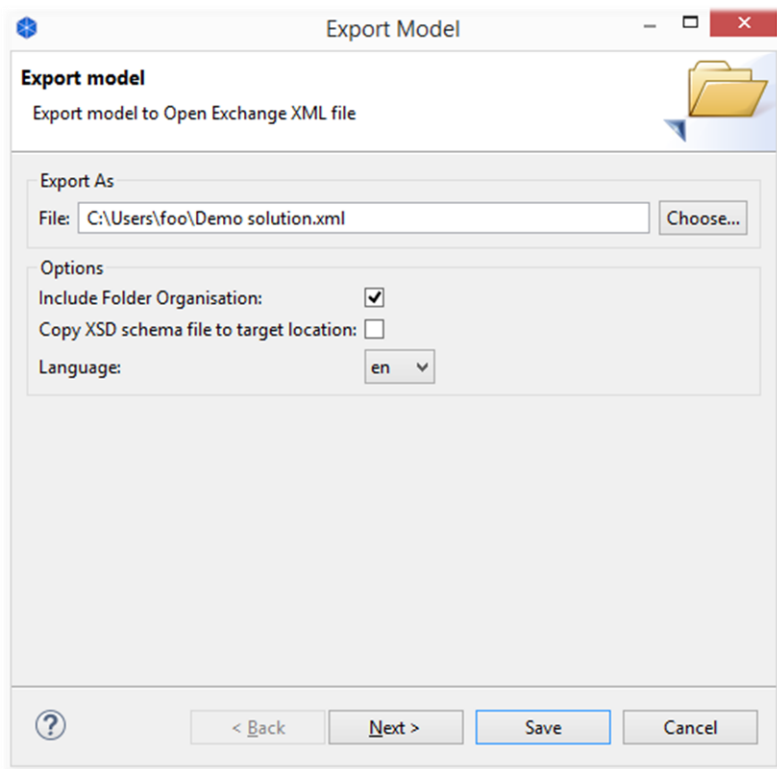 Export Model
Export model
Export model to Open Exchange XML file
Export As
File: C:\Users\foo\Demo solution.xml Choose...
Options
Include Folder Organisation:
Copy XSD schema file to target location:
Language: en
? < Back Next > Save Cancel